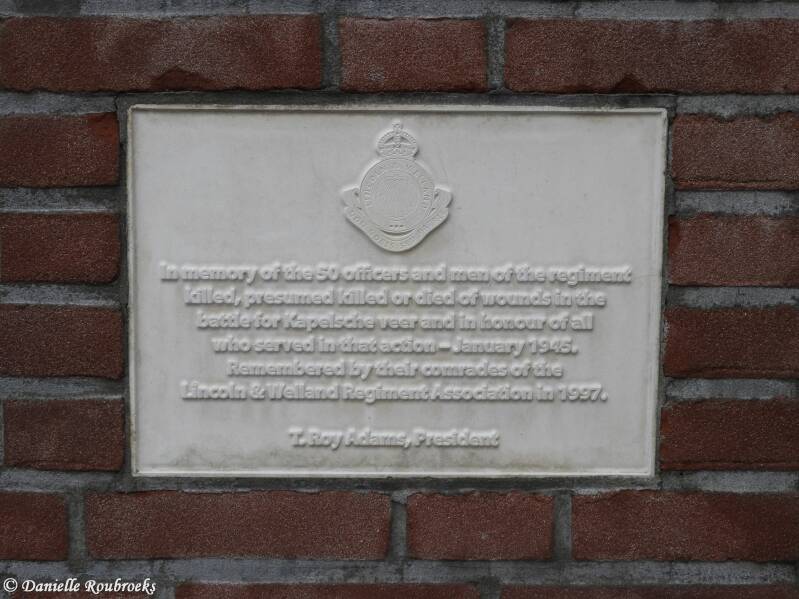 In memory of the 50 officers and men of the regiment
killed, presumed killed or died of wounds in the
battle for Kapelsche veer and in honour of all
who served in that action – January 1945.
Remembered by their comrades of the
Lincoln & Welland Regiment Association in 1997.
T. Roy Adams, President
© Danielle Roubroeks